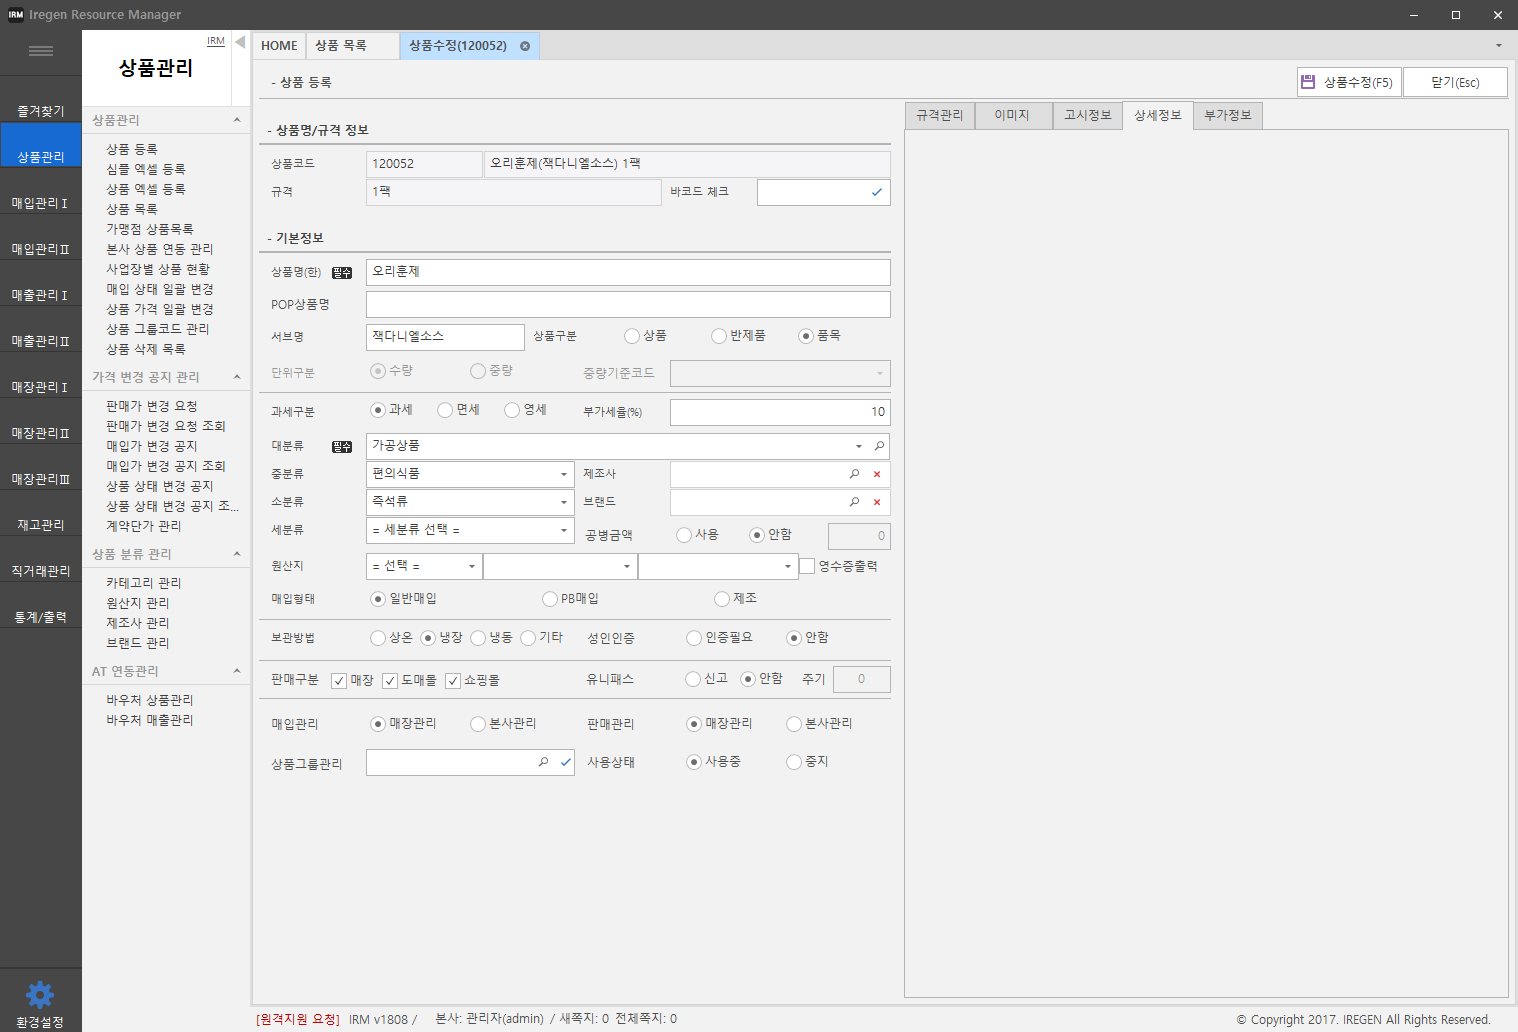 IRM Iregen Resource Manager
즐겨찾기
상품관리
매입관리Ⅰ
매입관리Ⅱ
매출관리Ⅰ
매출관리Ⅱ
매장관리Ⅰ
매장관리Ⅱ
매장관리Ⅲ
재고관리
직거래관리
통계/출력
환경설정
IRM
상품관리
상품관리
상품 등록
심플 엑셀 등록
상품 엑셀 등록
상품 목록
가맹점 상품목록
본사 상품 연동 관리
사업장별 상품 현황
매입 상태 일괄 변경
상품 가격 일괄 변경
상품 그룹코드 관리
상품 삭제 목록
가격 변경 공지 관리
판매가 변경 요청
판매가 변경 요청 조회
매입가 변경 공지
매입가 변경 공지 조회
상품 상태 변경 공지
상품 상태 변경 공지 조...
계약단가 관리
상품 분류 관리
카테고리 관리
원산지 관리
제조사 관리
브랜드 관리
AT 연동관리
바우처 상품관리
바우처 매출관리
HOME 상품 목록 상품수정(120052)
- 상품 등록
상품수정(F5) 닫기(Esc)
- 상품명/규격 정보
상품코드 120052 오리훈제(잭다니엘소스) 1팩
규격 1팩 바코드 체크
- 기본정보
상품명(한) 필수 오리훈제
POP상품명
서브명 잭다니엘소스 상품구분 상품 반제품 품목
단위구분 수량 중량 중량기준코드
과세구분 과세 면세 영세 부가세율(%) 10
대분류 필수 가공상품
중분류 편의식품 제조사
소분류 즉석류 브랜드
세분류 = 세분류 선택 = 공병금액 사용 안함 0
원산지 = 선택 = 영수증출력
매입형태 일반매입 PB매입 제조
보관방법 상온 냉장 냉동 기타 성인인증 인증필요 안함
판매구분 매장 도매몰 쇼핑몰 유니패스 신고 안함 주기 0
매입관리 매장관리 본사관리 판매관리 매장관리 본사관리
상품그룹관리 사용상태 사용중 중지
규격관리 이미지 고시정보 상세정보 부가정보
[원격지원 요청] IRM v1808 / 본사: 관리자(admin) / 새쪽지: 0 전체쪽지: 0
© Copyright 2017. IREGEN All Rights Reserved.